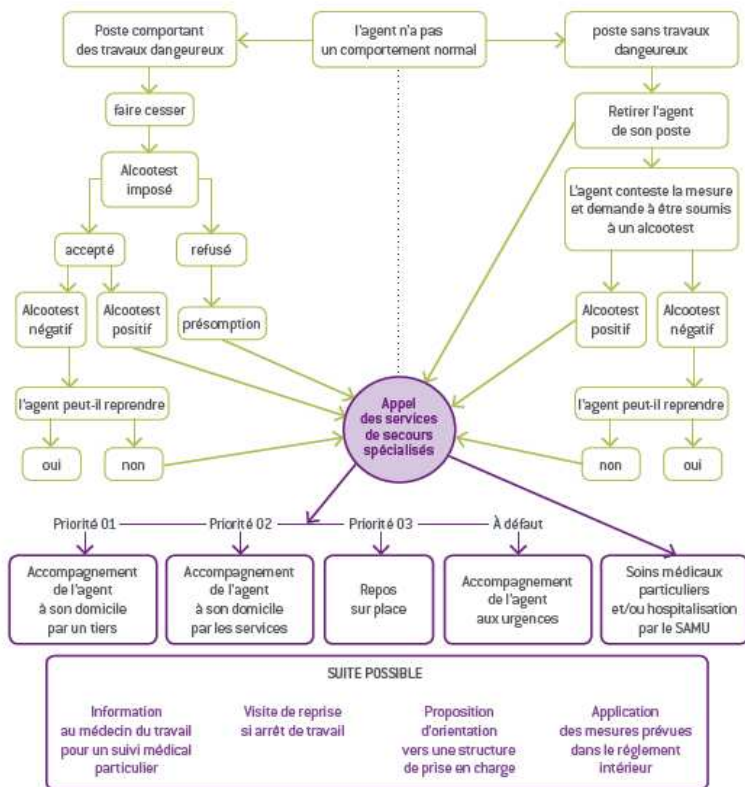 Poste comportant
des travaux dangeureux
l'agent n'a pas
un comportement normal
poste sans travaux
dangeureux
faire cesser
Retirer l'agent
de son poste
Alcootest
imposé
L'agent conteste la mesure
et demande à être soumis
à un alcootest
accepté
refusé
Alcootest
négatif
Alcootest
positif
présomption
Alcootest
positif
Alcootest
négatif
l'agent peut-il reprendre
Appel
des services
de secours
spécialisés
l'agent peut-il reprendre
oui
non
non
oui
Priorité 01
Priorité 02
Priorité 03
À défaut
Accompagnement
de l'agent
à son domicile
par un tiers
Accompagnement
de l'agent
à son domicile
par les services
Repos
sur place
Accompagnement
de l'agent
aux urgences
Soins médicaux
particuliers
et/ou hospitalisation
par le SAMU
SUITE POSSIBLE
Information
au médecin du travail
pour un suivi médical
particulier
Visite de reprise
si arrêt de travail
Proposition
d'orientation
vers une structure
de prise en charge
Application
des mesures prévues
dans le réglement
intérieur